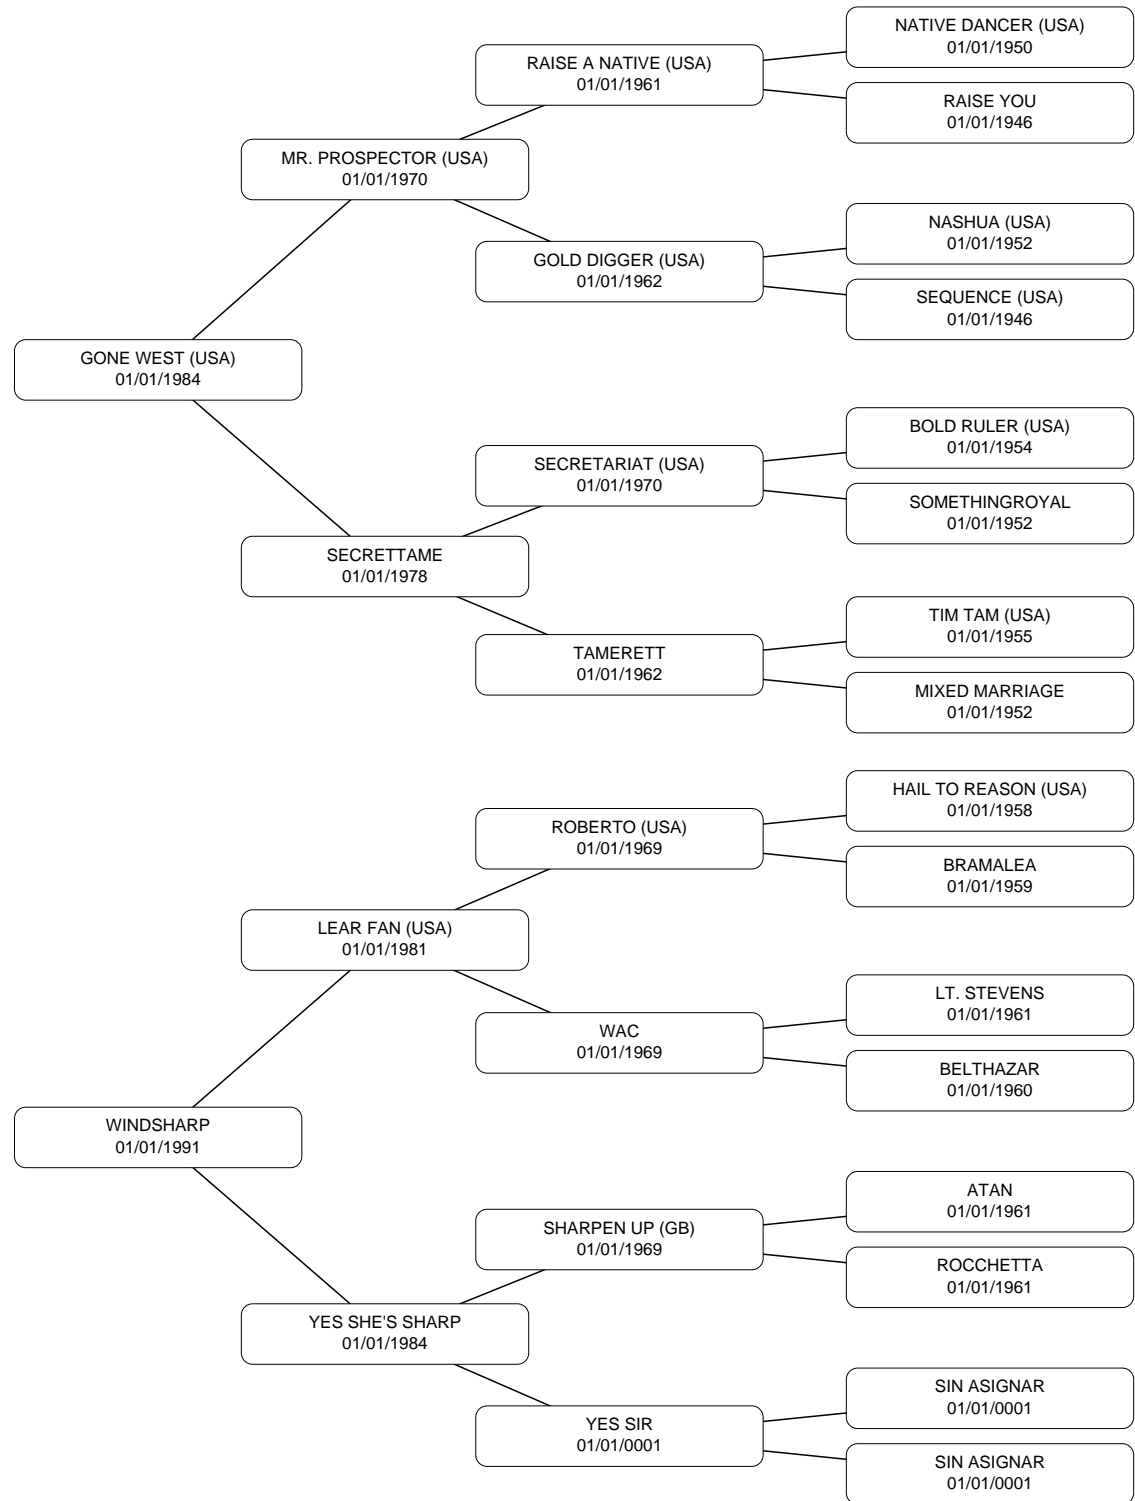 NATIVE DANCER (USA)
01/01/1950
RAISE A NATIVE (USA)
01/01/1961
RAISE YOU
01/01/1946
MR. PROSPECTOR (USA)
01/01/1970
NASHUA (USA)
01/01/1952
GOLD DIGGER (USA)
01/01/1962
SEQUENCE (USA)
01/01/1946
GONE WEST (USA)
01/01/1984
BOLD RULER (USA)
01/01/1954
SECRETARIAT (USA)
01/01/1970
SOMETHINGROYAL
01/01/1952
SECRETTAME
01/01/1978
TIM TAM (USA)
01/01/1955
TAMERETT
01/01/1962
MIXED MARRIAGE
01/01/1952
HAIL TO REASON (USA)
01/01/1958
ROBERTO (USA)
01/01/1969
BRAMALEA
01/01/1959
LEAR FAN (USA)
01/01/1981
LT. STEVENS
01/01/1961
WAC
01/01/1969
BELTHAZAR
01/01/1960
WINDSHARP
01/01/1991
ATAN
01/01/1961
SHARPEN UP (GB)
01/01/1969
ROCCHETTA
01/01/1961
YES SHE'S SHARP
01/01/1984
SIN ASIGNAR
01/01/0001
YES SIR
01/01/0001
SIN ASIGNAR
01/01/0001